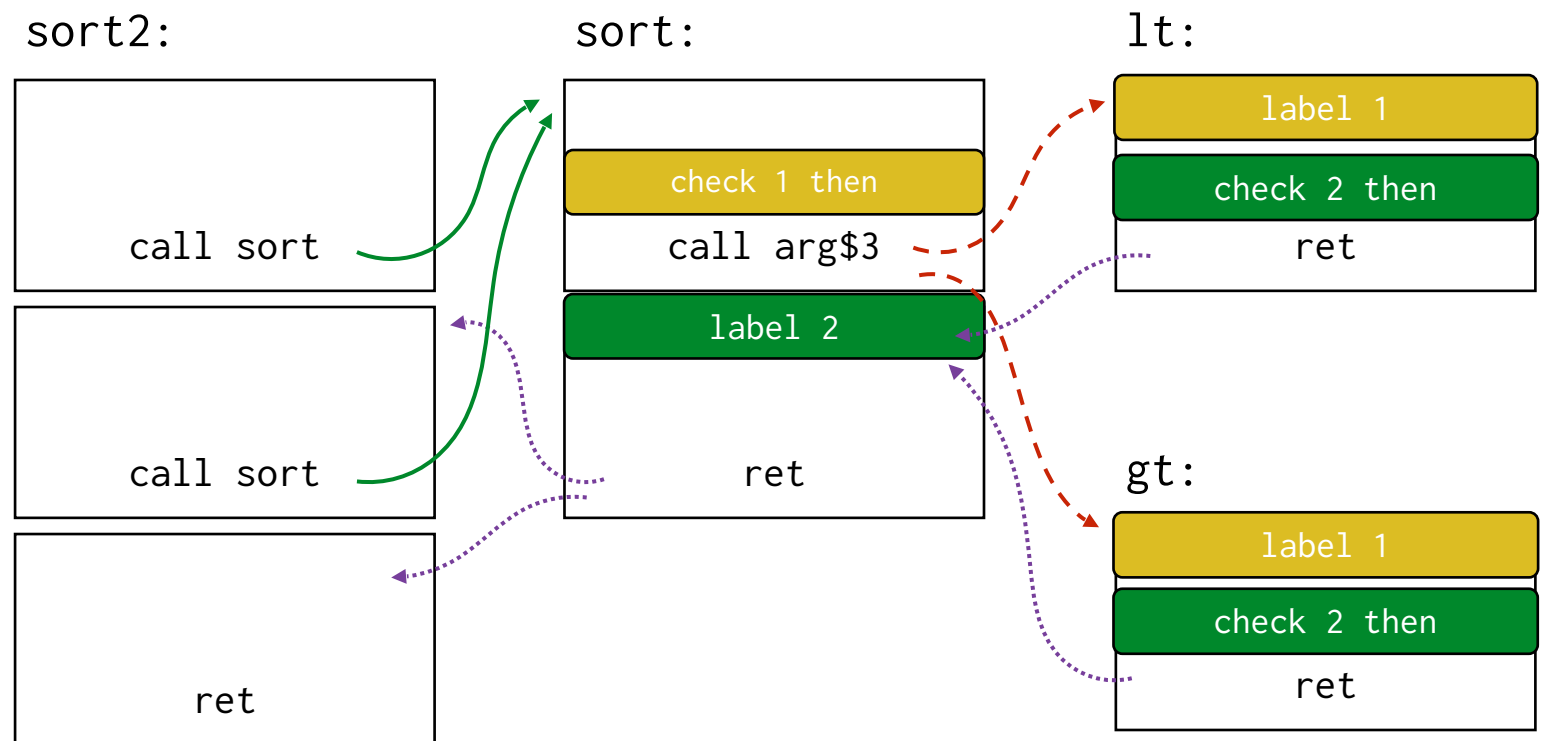 sort2:
call sort
call sort
ret
sort:
check 1 then
call arg$3
label 2
ret
lt:
label 1
check 2 then
ret
gt:
label 1
check 2 then
ret